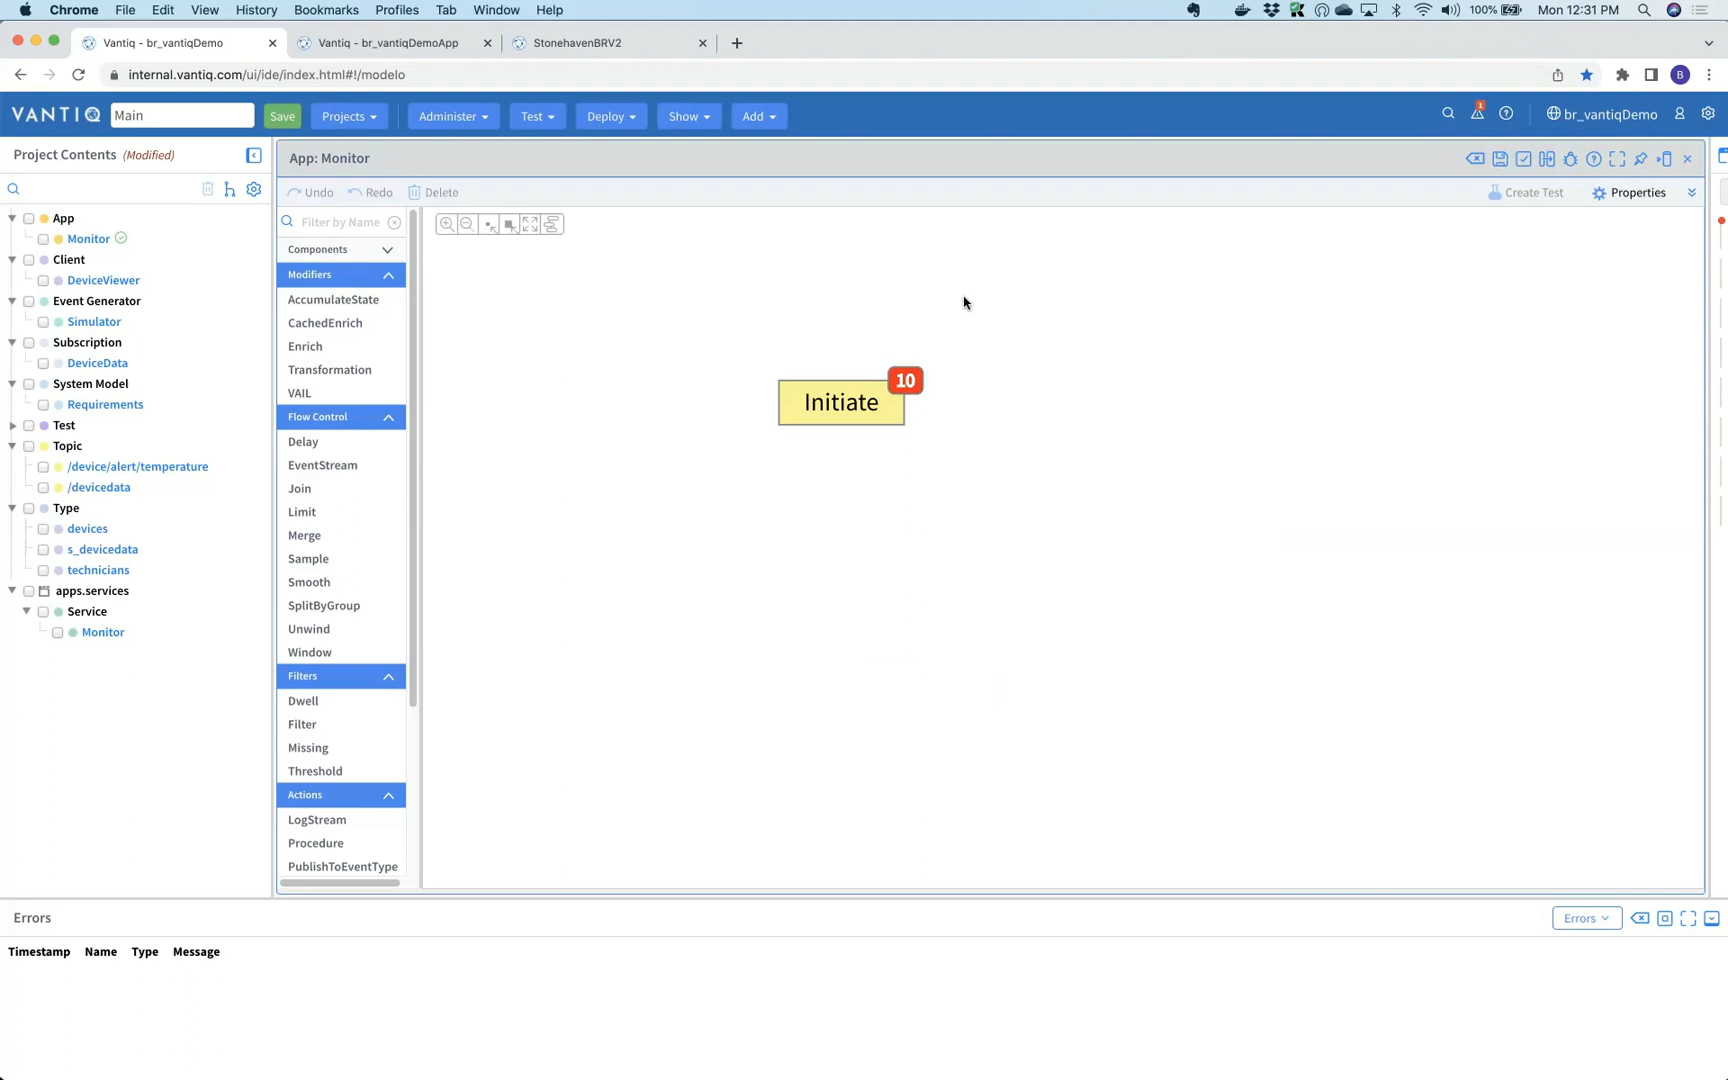 Chrome File Edit View History Bookmarks Profiles Tab Window Help 100% Mon 12:31 PM
Vantiq - br_vantiqDemo Vantiq - br_vantiqDemoApp StonehavenBRV2
internal.vantiq.com/ui/ide/index.html#!/modelo B
VANTIQ Main Save Projects Administer Test Deploy Show Add 1 br_vantiqDemo
Project Contents (Modified)
App
Monitor
Client
DeviceViewer
Event Generator
Simulator
Subscription
DeviceData
System Model
Requirements
Test
Topic
/device/alert/temperature
/devicedata
Type
devices
s_devicedata
technicians
apps.services
Service
Monitor
App: Monitor
Undo Redo Delete Create Test Properties
Filter by Name
Components
Modifiers
AccumulateState
CachedEnrich
Enrich
Transformation
VAIL
Flow Control
Delay
EventStream
Join
Limit
Merge
Sample
Smooth
SplitByGroup
Unwind
Window
Filters
Dwell
Filter
Missing
Threshold
Actions
LogStream
Procedure
PublishToEventType
10
Initiate
Errors Errors
Timestamp Name Type Message